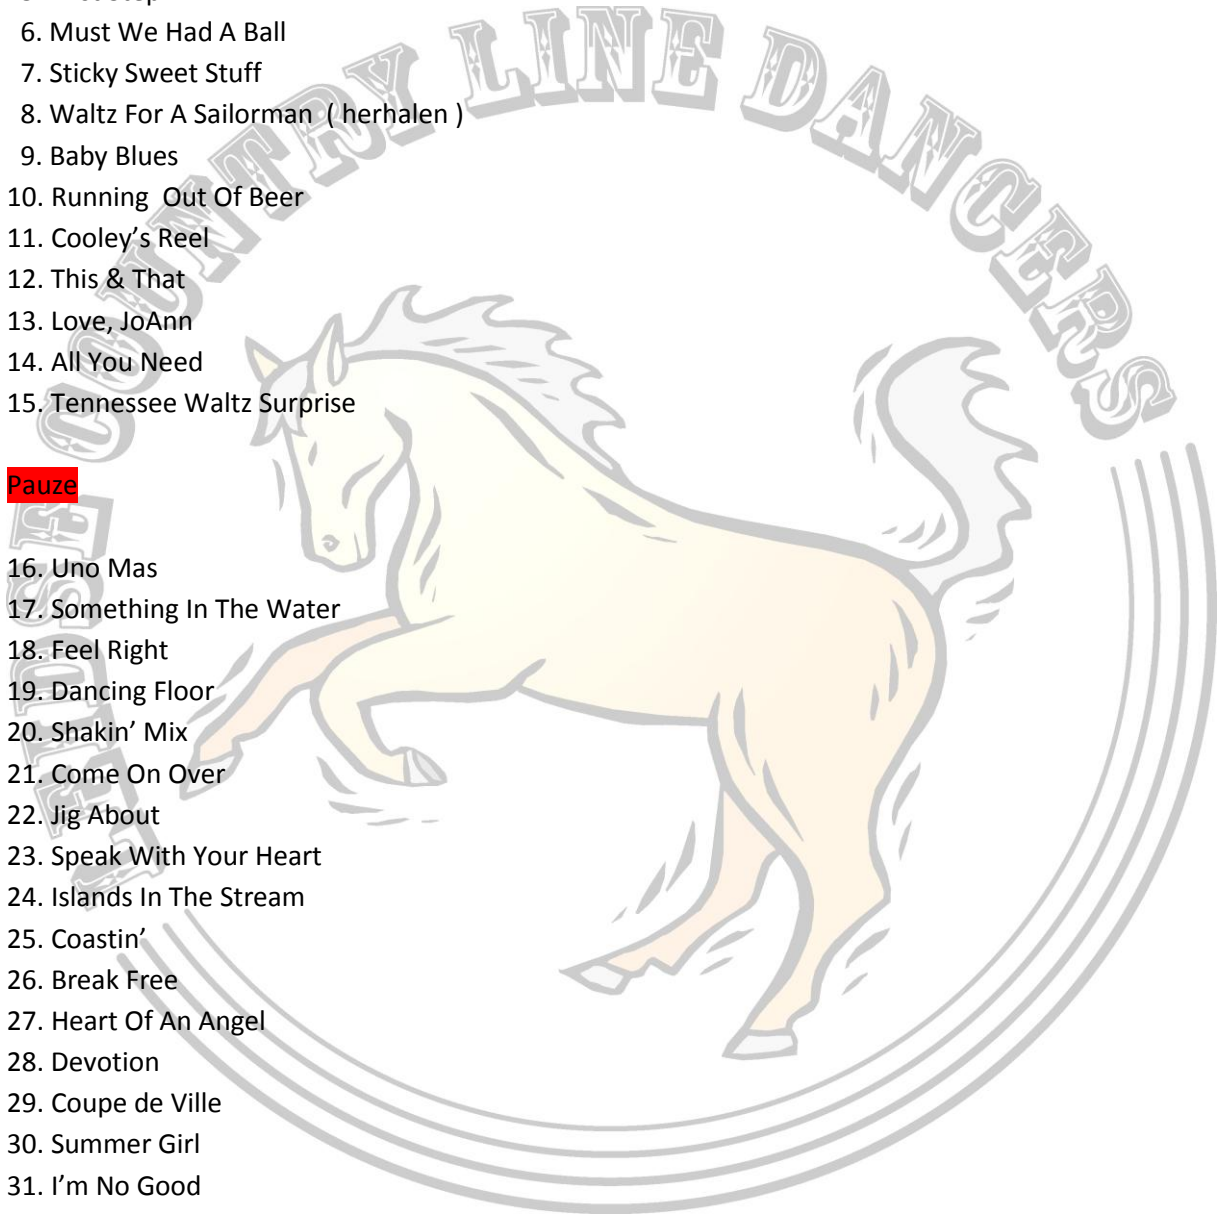 LEIDSE COUNTRY LINE DANCERS
6. Must We Had A Ball
7. Sticky Sweet Stuff
8. Waltz For A Sailorman ( herhalen )
9. Baby Blues
10. Running Out Of Beer
11. Cooley’s Reel
12. This & That
13. Love, JoAnn
14. All You Need
15. Tennessee Waltz Surprise
Pauze
16. Uno Mas
17. Something In The Water
18. Feel Right
19. Dancing Floor
20. Shakin’ Mix
21. Come On Over
22. Jig About
23. Speak With Your Heart
24. Islands In The Stream
25. Coastin’
26. Break Free
27. Heart Of An Angel
28. Devotion
29. Coupe de Ville
30. Summer Girl
31. I’m No Good